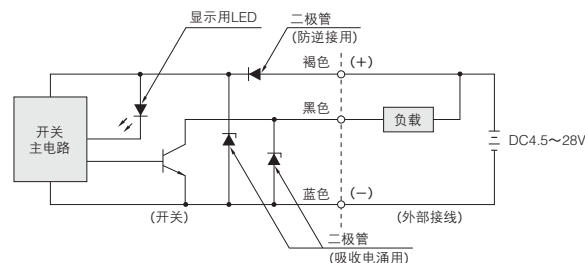 显示用LED
二极管
(防逆接用)
褐色 (+)
黑色
开关
主电路
负载
DC4.5~28V
蓝色 (-)
(开关)
(外部接线)
二极管
(吸收电涌用)